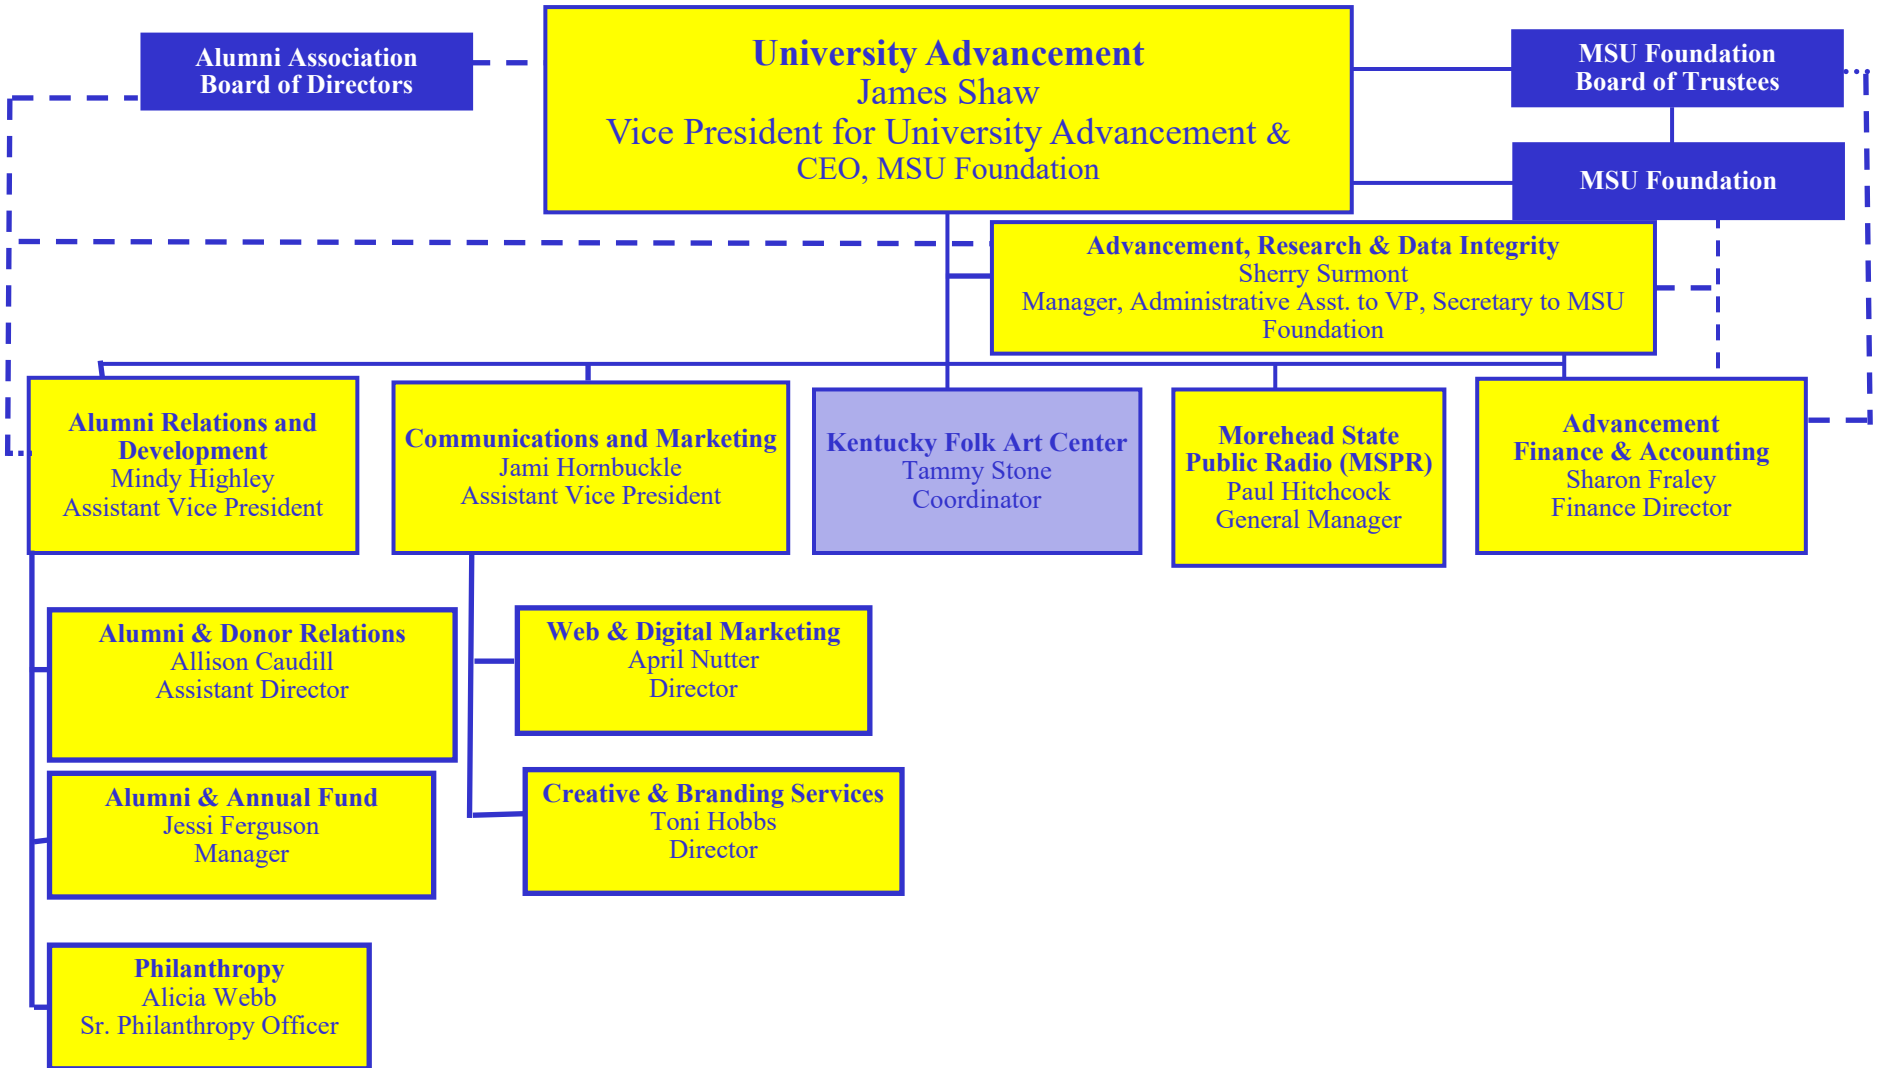 Alumni Association
Board of Directors
University Advancement
James Shaw
Vice President for University Advancement &
CEO, MSU Foundation
MSU Foundation
Board of Trustees
MSU Foundation
Advancement, Research & Data Integrity
Sherry Surmont
Manager, Administrative Asst. to VP, Secretary to MSU
Foundation
Alumni Relations and
Development
Mindy Highley
Assistant Vice President
Communications and Marketing
Jami Hornbuckle
Assistant Vice President
Kentucky Folk Art Center
Tammy Stone
Coordinator
Morehead State
Public Radio (MSPR)
Paul Hitchcock
General Manager
Advancement
Finance & Accounting
Sharon Fraley
Finance Director
Alumni & Donor Relations
Allison Caudill
Assistant Director
Web & Digital Marketing
April Nutter
Director
Alumni & Annual Fund
Jessi Ferguson
Manager
Creative & Branding Services
Toni Hobbs
Director
Philanthropy
Alicia Webb
Sr. Philanthropy Officer